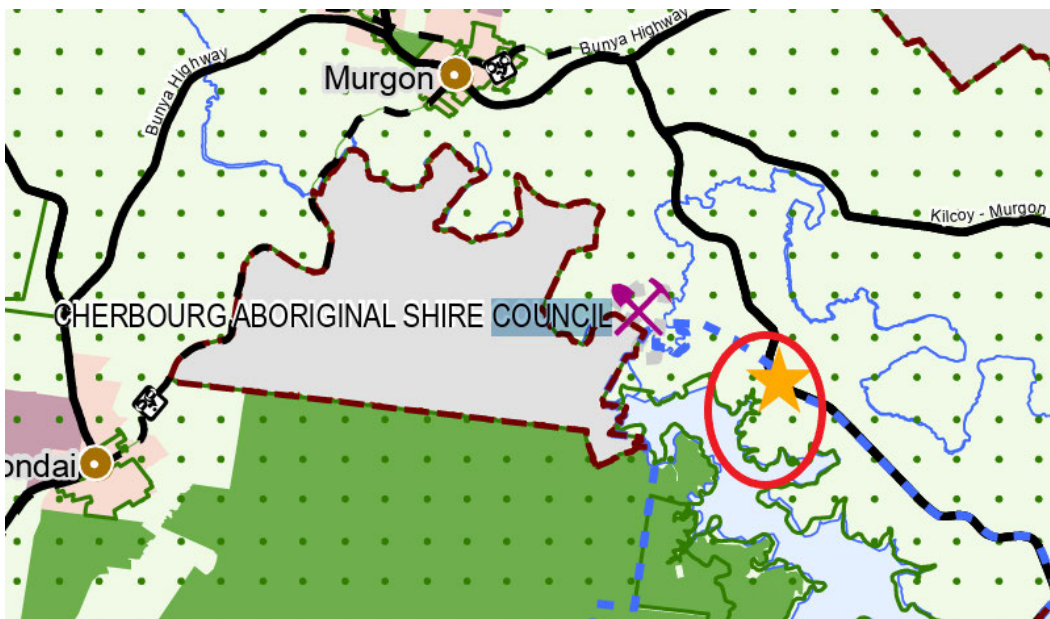 Bunya Highway
Bunya Highway
Murgon
Kilcoy - Murgon
CHERBOURG ABORIGINAL SHIRE COUNCIL
ondai